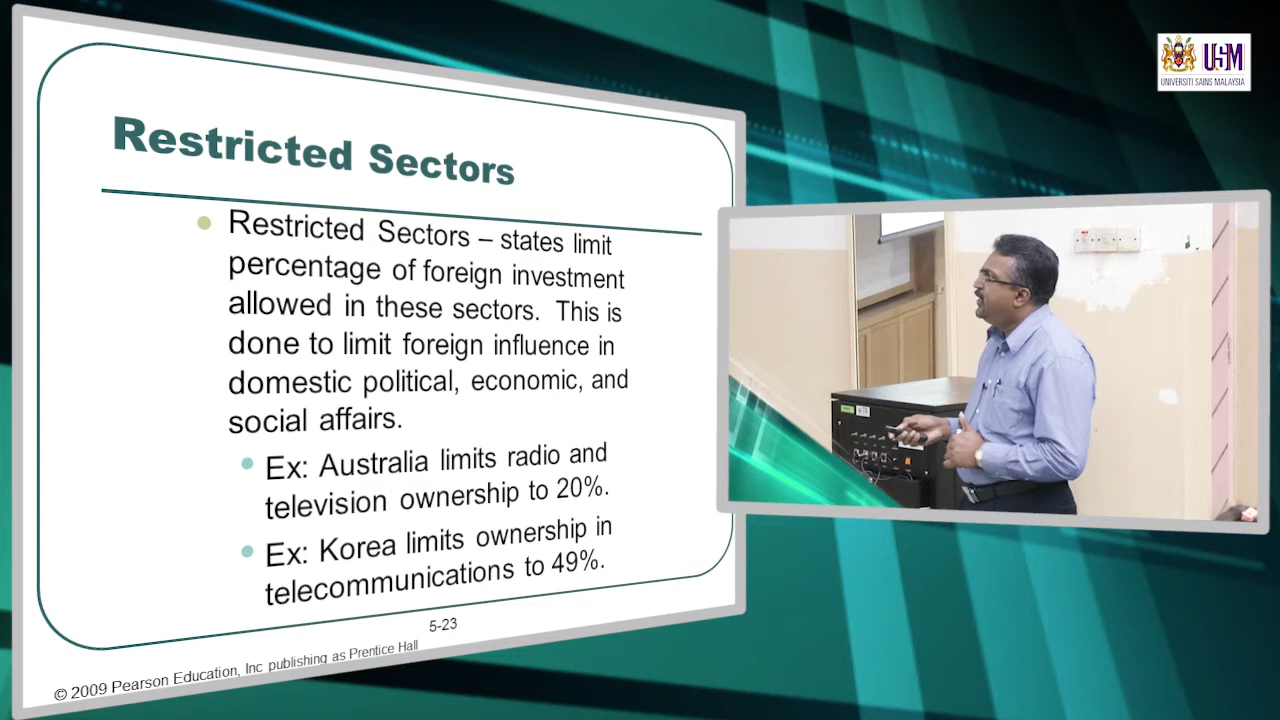 USM
UNIVERSITI SAINS MALAYSIA
Restricted Sectors
Restricted Sectors – states limit
percentage of foreign investment
allowed in these sectors. This is
done to limit foreign influence in
domestic political, economic, and
social affairs.
Ex: Australia limits radio and
television ownership to 20%.
Ex: Korea limits ownership in
telecommunications to 49%.
5-23
© 2009 Pearson Education, Inc publishing as Prentice Hall